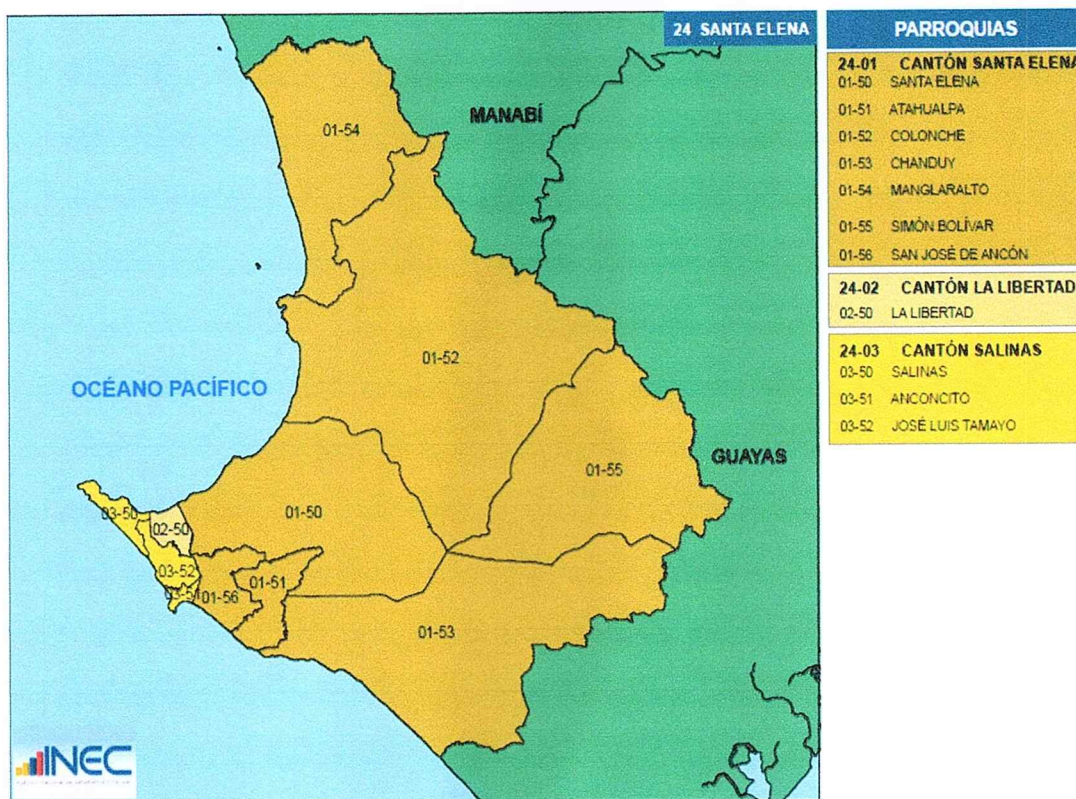 24 SANTA ELENA
MANABÍ
OCÉANO PACÍFICO
GUAYAS
01-54
01-52
01-55
01-50
03-50
02-50
03-52
01-51
03-51
01-56
01-53
INEC
PARROQUIAS
24-01 CANTÓN SANTA ELENA
01-50 SANTA ELENA
01-51 ATAHUALPA
01-52 COLONCHE
01-53 CHANDUY
01-54 MANGLARALTO
01-55 SIMÓN BOLÍVAR
01-56 SAN JOSÉ DE ANCÓN
24-02 CANTÓN LA LIBERTAD
02-50 LA LIBERTAD
24-03 CANTÓN SALINAS
03-50 SALINAS
03-51 ANCONCITO
03-52 JOSÉ LUIS TAMAYO